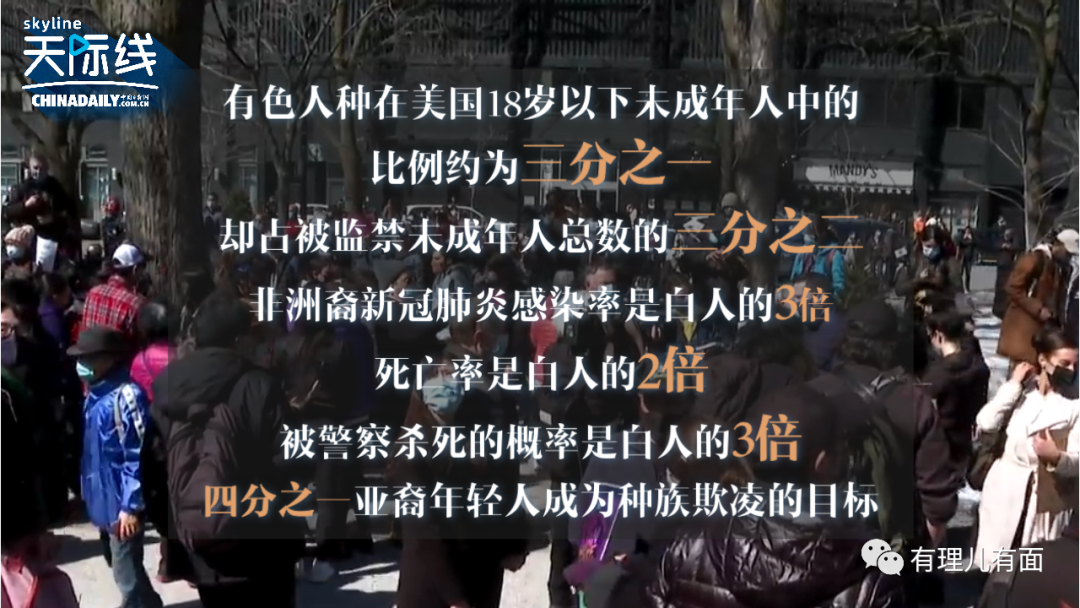 skyline
天际线
CHINADAILY.COM.CN
有色人种在美国18岁以下未成年人中的
比例约为三分之一
MANDY'S
却占被监禁未成年人总数的三分之二
非洲裔新冠肺炎感染率是白人的3倍
死亡率是白人的2倍
被警察杀死的概率是白人的3倍
四分之一亚裔年轻人成为种族欺凌的目标
有理儿有面